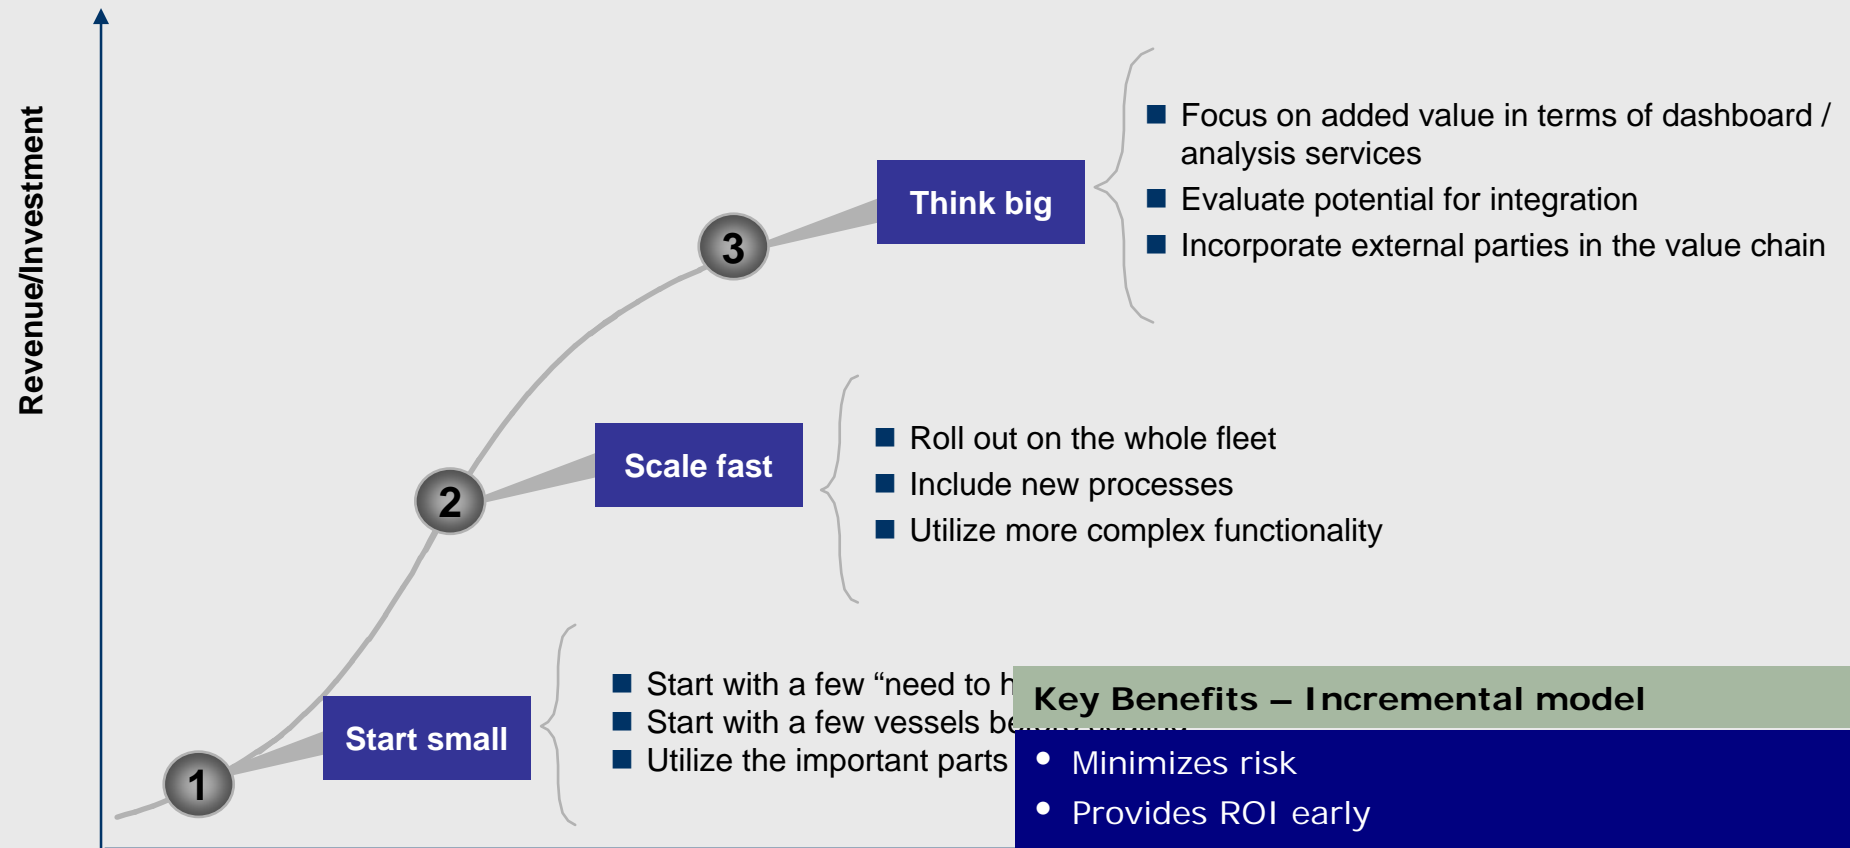 Revenue/Investment
3
Think big
Focus on added value in terms of dashboard /
analysis services
Evaluate potential for integration
Incorporate external parties in the value chain
2
Scale fast
Roll out on the whole fleet
Include new processes
Utilize more complex functionality
1
Start small
Start with a few “need to
Start with a few vessels before
Utilize the important parts
Key Benefits – Incremental model
Minimizes risk
Provides ROI early